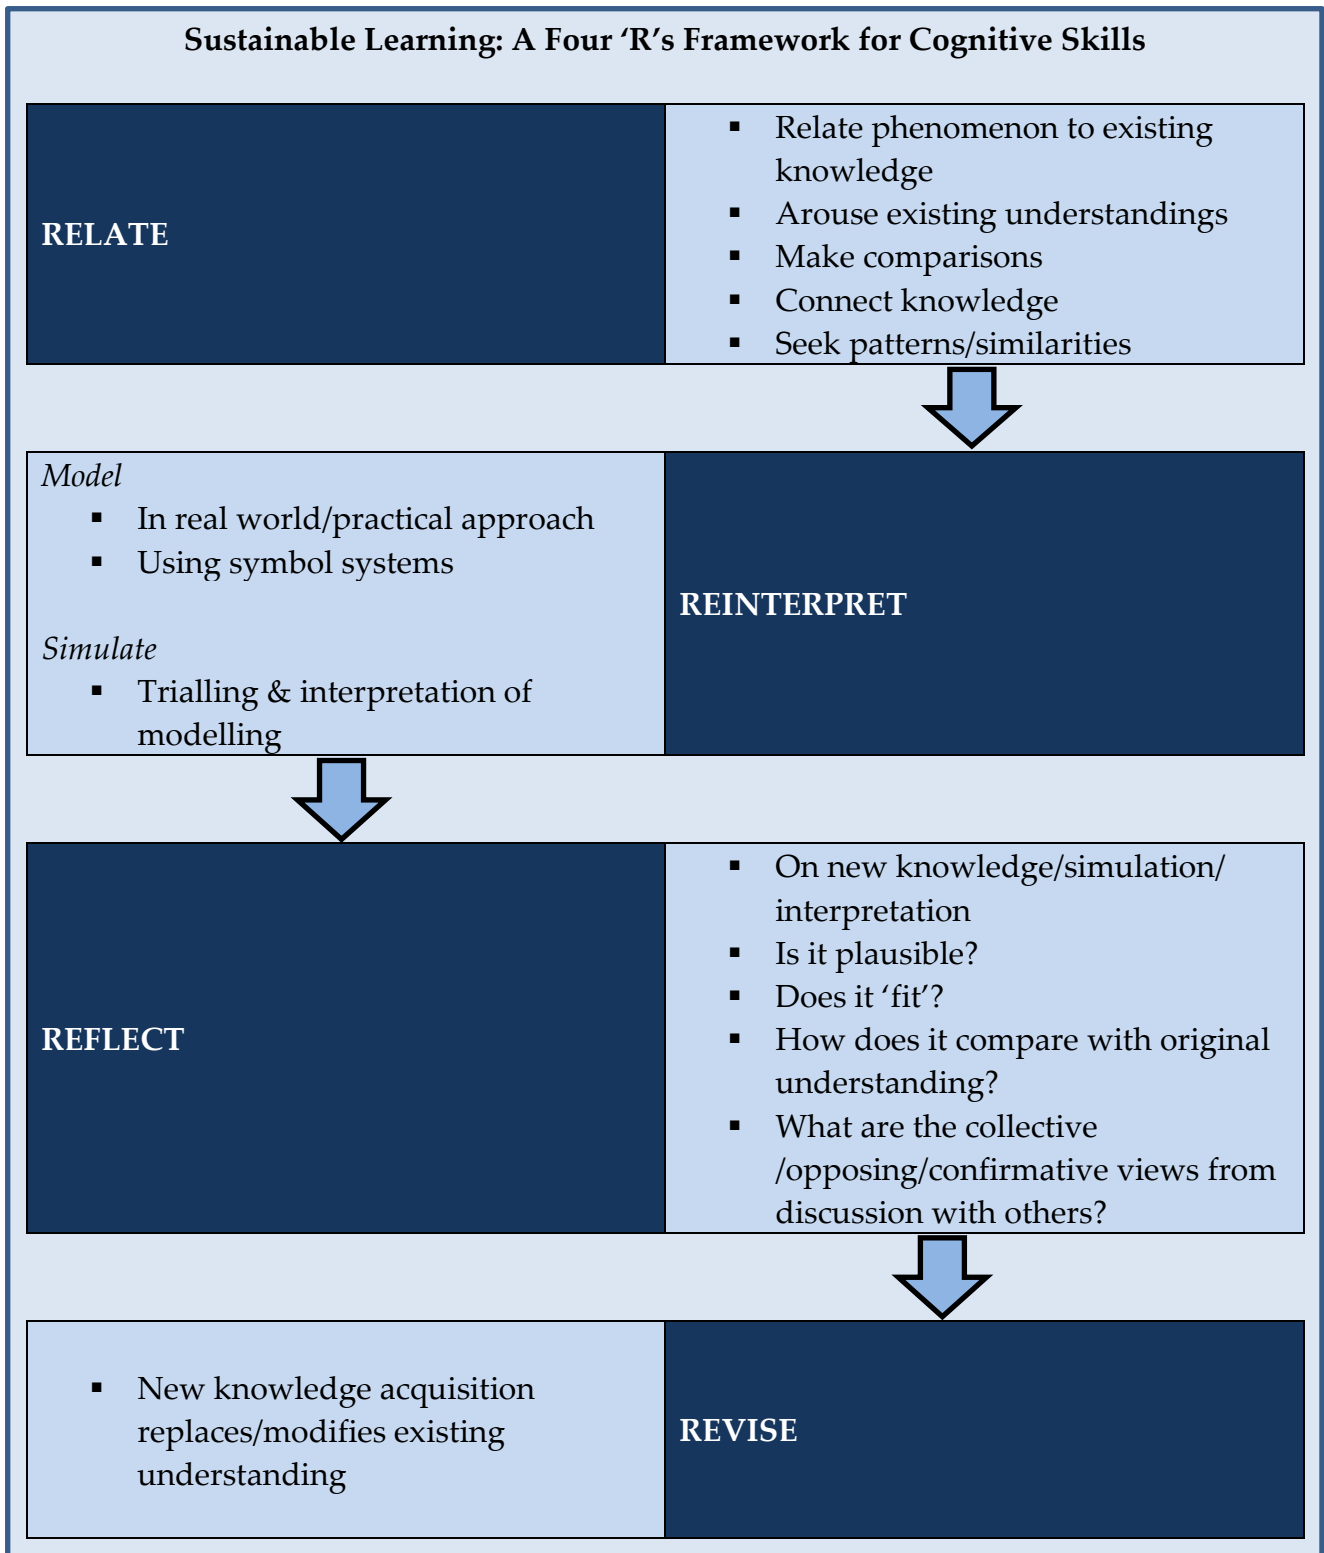 Sustainable Learning: A Four ‘R’s Framework for Cognitive Skills
RELATE
▪ Relate phenomenon to existing
knowledge
▪ Arouse existing understandings
▪ Make comparisons
▪ Connect knowledge
▪ Seek patterns/similarities
Model
▪ In real world/practical approach
▪ Using symbol systems
Simulate
▪ Trialling & interpretation of
modelling
REINTERPRET
REFLECT
▪ On new knowledge/simulation/
interpretation
▪ Is it plausible?
▪ Does it ‘fit’?
▪ How does it compare with original
understanding?
▪ What are the collective
/opposing/confirmative views from
discussion with others?
▪ New knowledge acquisition
replaces/modifies existing
understanding
REVISE